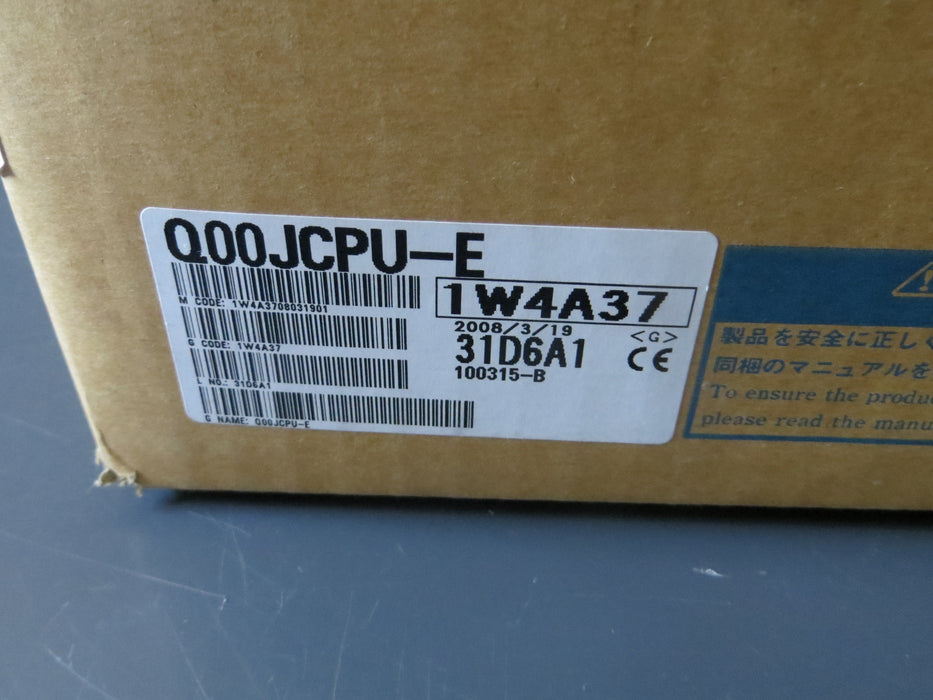 Q00JCPU-E
M CODE: 1W4A3708031901
1W4A37
G CODE: 1W4A37
2008/3/19 <G>
31D6A1 CE
L NO.: 31D6A1
100315-B
G NAME: Q00JCPU-E
製品を安全に正しく
同梱のマニュアルを
To ensure the produc
please read the manu